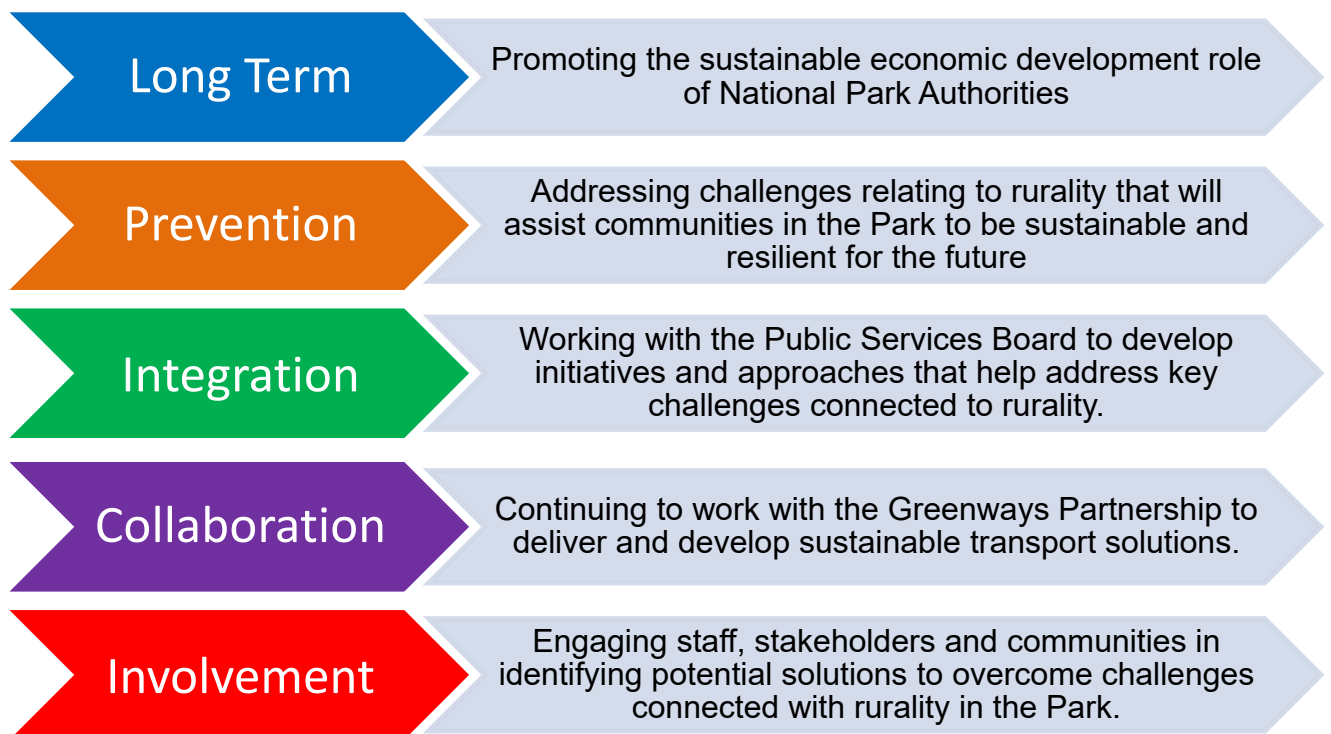 Long Term
Promoting the sustainable economic development role
of National Park Authorities
Prevention
Addressing challenges relating to rurality that will
assist communities in the Park to be sustainable and
resilient for the future
Integration
Working with the Public Services Board to develop
initiatives and approaches that help address key
challenges connected to rurality.
Collaboration
Continuing to work with the Greenways Partnership to
deliver and develop sustainable transport solutions.
Involvement
Engaging staff, stakeholders and communities in
identifying potential solutions to overcome challenges
connected with rurality in the Park.